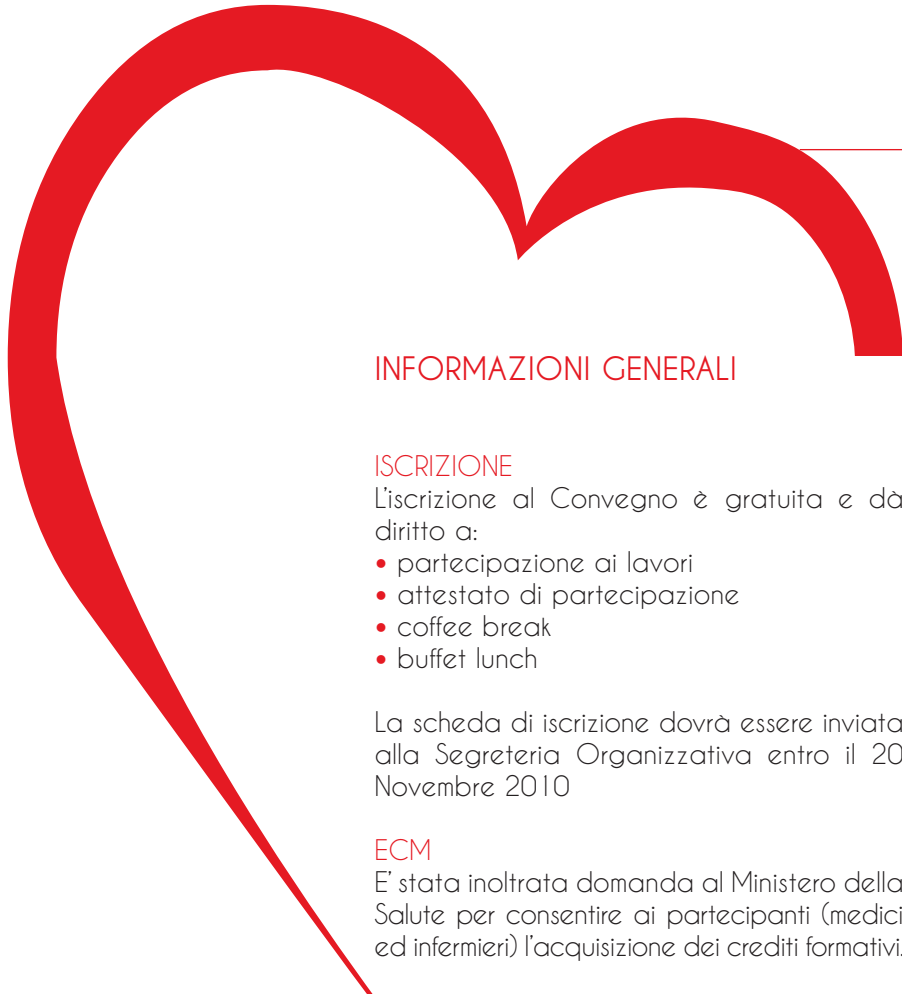 INFORMAZIONI GENERALI
ISCRIZIONE
L'iscrizione al Convegno è gratuita e dà
diritto a:
• partecipazione ai lavori
• attestato di partecipazione
• coffee break
• buffet lunch
La scheda di iscrizione dovrà essere inviata
alla Segreteria Organizzativa entro il 20
Novembre 2010
ECM
E' stata inoltrata domanda al Ministero della
Salute per consentire ai partecipanti (medici
ed infermieri) l'acquisizione dei crediti formativi.